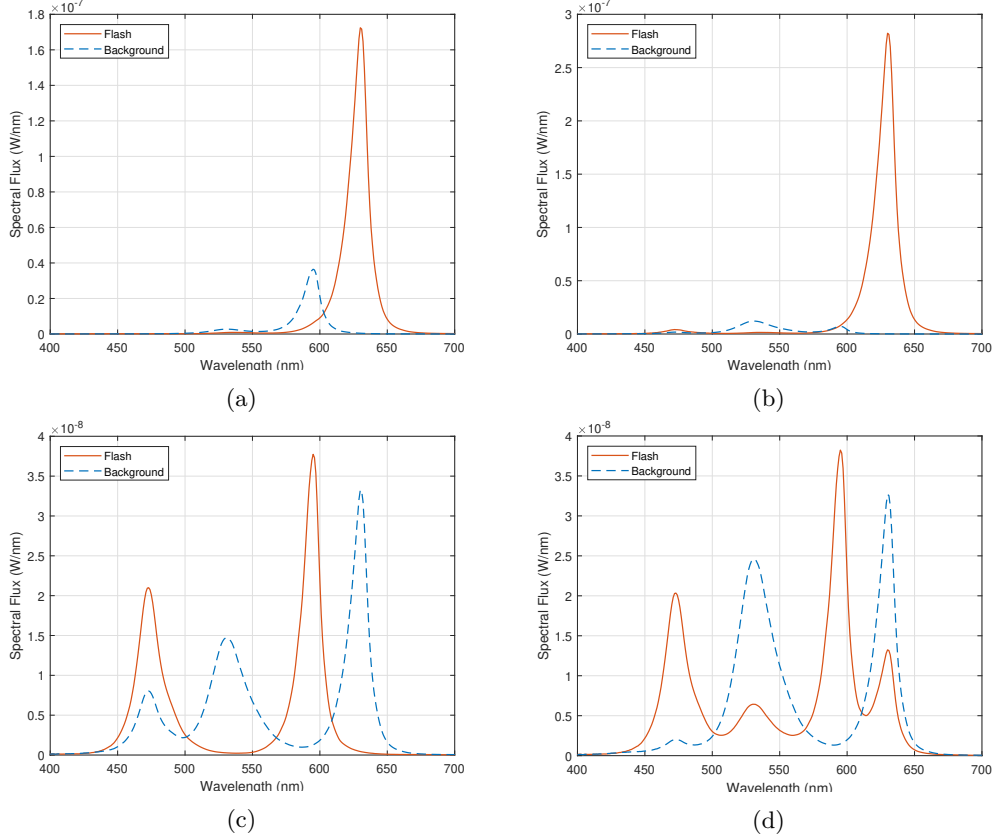 ×10⁻⁷
1.8
1.6
1.4
1.2
1
0.8
0.6
0.4
0.2
0
Spectral Flux (W/nm)
Flash
Background
400 450 500 550 600 650 700
Wavelength (nm)
(a)
×10⁻⁷
3
2.5
2
1.5
1
0.5
0
Spectral Flux (W/nm)
Flash
Background
400 450 500 550 600 650 700
Wavelength (nm)
(b)
×10⁻⁸
4
3.5
3
2.5
2
1.5
1
0.5
0
Spectral Flux (W/nm)
Flash
Background
400 450 500 550 600 650 700
Wavelength (nm)
(c)
×10⁻⁸
4
3.5
3
2.5
2
1.5
1
0.5
0
Spectral Flux (W/nm)
Flash
Background
400 450 500 550 600 650 700
Wavelength (nm)
(d)